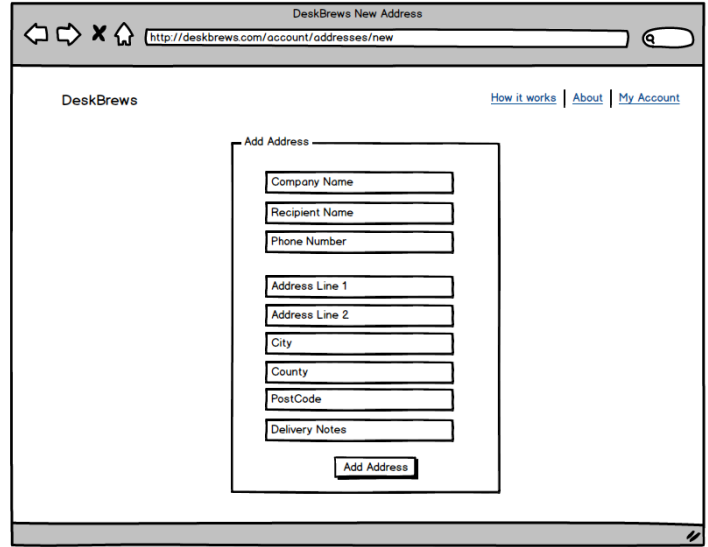 DeskBrews New Address
http://deskbrews.com/account/addresses/new
DeskBrews
How it works About My Account
Add Address
Company Name
Recipient Name
Phone Number
Address Line 1
Address Line 2
City
County
PostCode
Delivery Notes
Add Address